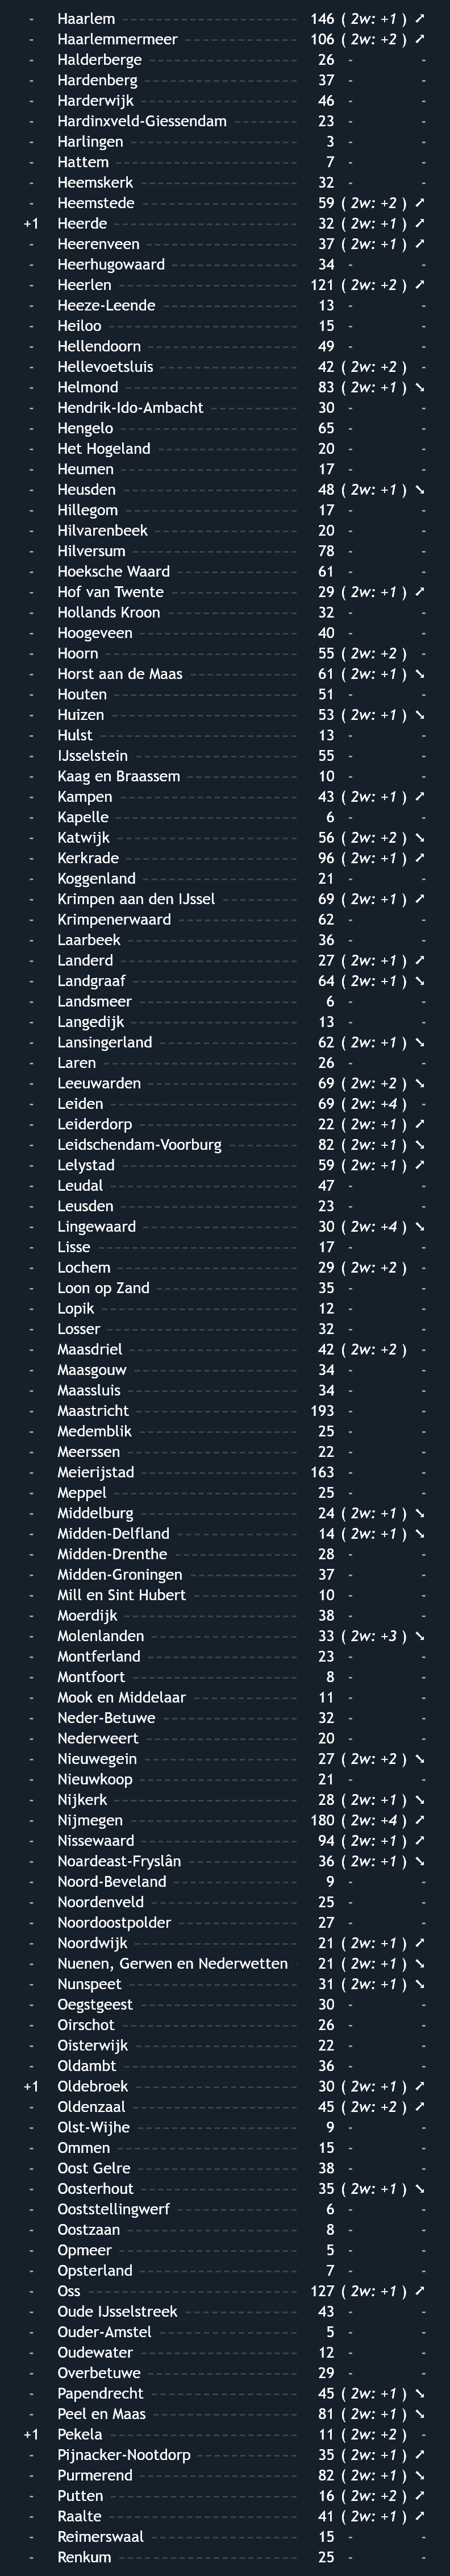 - Haarlem 146 ( 2w: +1 ) ↗
- Haarlemmermeer 106 ( 2w: +2 ) ↗
- Halderberge 26 - -
- Hardenberg 37 - -
- Harderwijk 46 - -
- Hardinxveld-Giessendam 23 - -
- Harlingen 3 - -
- Hattem 7 - -
- Heemskerk 32 - -
- Heemstede 59 ( 2w: +2 ) ↗
+1 Heerde 32 ( 2w: +1 ) ↗
- Heerenveen 37 ( 2w: +1 ) ↗
- Heerhugowaard 34 - -
- Heerlen 121 ( 2w: +2 ) ↗
- Heeze-Leende 13 - -
- Heiloo 15 - -
- Hellendoorn 49 - -
- Hellevoetsluis 42 ( 2w: +2 ) -
- Helmond 83 ( 2w: +1 ) ↘
- Hendrik-Ido-Ambacht 30 - -
- Hengelo 65 - -
- Het Hogeland 20 - -
- Heumen 17 - -
- Heusden 48 ( 2w: +1 ) ↘
- Hillegom 17 - -
- Hilvarenbeek 20 - -
- Hilversum 78 - -
- Hoeksche Waard 61 - -
- Hof van Twente 29 ( 2w: +1 ) ↗
- Hollands Kroon 32 - -
- Hoogeveen 40 - -
- Hoorn 55 ( 2w: +2 ) -
- Horst aan de Maas 61 ( 2w: +1 ) ↘
- Houten 51 - -
- Huizen 53 ( 2w: +1 ) ↘
- Hulst 13 - -
- IJsselstein 55 - -
- Kaag en Braassem 10 - -
- Kampen 43 ( 2w: +1 ) ↗
- Kapelle 6 - -
- Katwijk 56 ( 2w: +2 ) ↘
- Kerkrade 96 ( 2w: +1 ) ↗
- Koggenland 21 - -
- Krimpen aan den IJssel 69 ( 2w: +1 ) ↗
- Krimpenerwaard 62 - -
- Laarbeek 36 - -
- Landerd 27 ( 2w: +1 ) ↗
- Landgraaf 64 ( 2w: +1 ) ↘
- Landsmeer 6 - -
- Langedijk 13 - -
- Lansingerland 62 ( 2w: +1 ) ↘
- Laren 26 - -
- Leeuwarden 69 ( 2w: +2 ) ↘
- Leiden 69 ( 2w: +4 ) -
- Leiderdorp 22 ( 2w: +1 ) ↗
- Leidschendam-Voorburg 82 ( 2w: +1 ) ↘
- Lelystad 59 ( 2w: +1 ) ↗
- Leudal 47 - -
- Leusden 23 - -
- Lingewaard 30 ( 2w: +4 ) ↘
- Lisse 17 - -
- Lochem 29 ( 2w: +2 ) -
- Loon op Zand 35 - -
- Lopik 12 - -
- Losser 32 - -
- Maasdriel 42 ( 2w: +2 ) -
- Maasgouw 34 - -
- Maassluis 34 - -
- Maastricht 193 - -
- Medemblik 25 - -
- Meerssen 22 - -
- Meierijstad 163 - -
- Meppel 25 - -
- Middelburg 24 ( 2w: +1 ) ↘
- Midden-Delfland 14 ( 2w: +1 ) ↘
- Midden-Drenthe 28 - -
- Midden-Groningen 37 - -
- Mill en Sint Hubert 10 - -
- Moerdijk 38 - -
- Molenlanden 33 ( 2w: +3 ) ↘
- Montferland 23 - -
- Montfoort 8 - -
- Mook en Middelaar 11 - -
- Neder-Betuwe 32 - -
- Nederweert 20 - -
- Nieuwegein 27 ( 2w: +2 ) ↘
- Nieuwkoop 21 - -
- Nijkerk 28 ( 2w: +1 ) ↘
- Nijmegen 180 ( 2w: +4 ) ↗
- Nissewaard 94 ( 2w: +1 ) ↗
- Noardeast-Fryslân 36 ( 2w: +1 ) ↘
- Noord-Beveland 9 - -
- Noordenveld 25 - -
- Noordoostpolder 27 - -
- Noordwijk 21 ( 2w: +1 ) ↗
- Nuenen, Gerwen en Nederwetten 21 ( 2w: +1 ) ↘
- Nunspeet 31 ( 2w: +1 ) ↘
- Oegstgeest 30 - -
- Oirschot 26 - -
- Oisterwijk 22 - -
- Oldambt 36 - -
+1 Oldebroek 30 ( 2w: +1 ) ↗
- Oldenzaal 45 ( 2w: +2 ) ↗
- Olst-Wijhe 9 - -
- Ommen 15 - -
- Oost Gelre 38 - -
- Oosterhout 35 ( 2w: +1 ) ↘
- Ooststellingwerf 6 - -
- Oostzaan 8 - -
- Opmeer 5 - -
- Opsterland 7 - -
- Oss 127 ( 2w: +1 ) ↗
- Oude IJsselstreek 43 - -
- Ouder-Amstel 5 - -
- Oudewater 12 - -
- Overbetuwe 29 - -
- Papendrecht 45 ( 2w: +1 ) ↘
- Peel en Maas 81 ( 2w: +1 ) ↘
+1 Pekela 11 ( 2w: +2 ) -
- Pijnacker-Nootdorp 35 ( 2w: +1 ) ↗
- Purmerend 82 ( 2w: +1 ) ↘
- Putten 16 ( 2w: +2 ) ↗
- Raalte 41 ( 2w: +1 ) ↗
- Reimerswaal 15 - -
- Renkum 25 - -